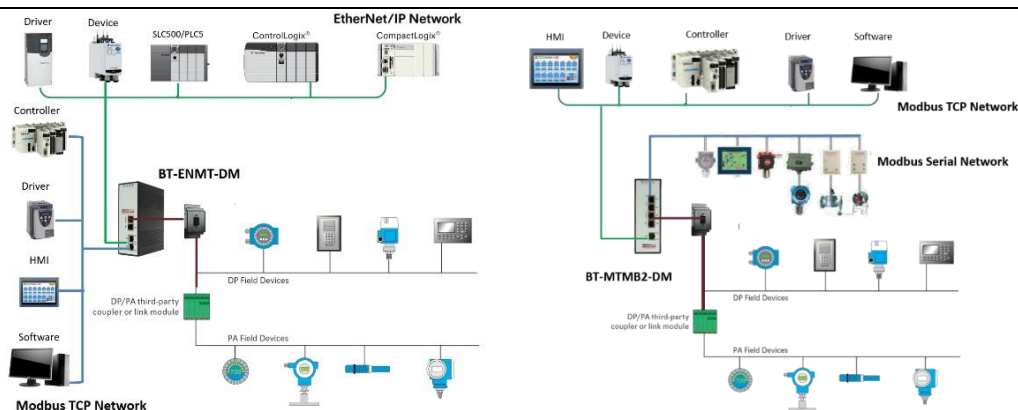 EtherNet/IP Network
Driver
Device
SLC500/PLC5
ControlLogix®
CompactLogix®
Controller
BT-ENMT-DM
Driver
HMI
DP Field Devices
DP/PA third-party
coupler or link module
Software
PA Field Devices
Modbus TCP Network
HMI
Device
Controller
Driver
Software
Modbus TCP Network
Modbus Serial Network
BT-MTMB2-DM
DP Field Devices
DP/PA third-party
coupler or link module
PA Field Devices